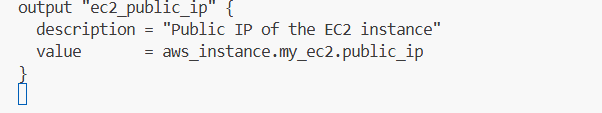 output "ec2_public_ip" {
  description = "Public IP of the EC2 instance"
  value       = aws_instance.my_ec2.public_ip
}